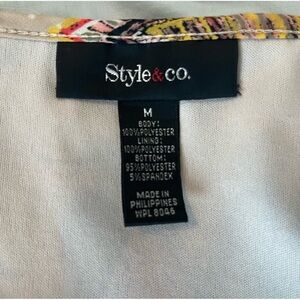 Style&co.
M
BODY:
100%POLYESTER
LINING:
100%POLYESTER
BOTTOM:
95%POLYESTER
5%SPANDEX
MADE IN
PHILIPPINES
WPL 8046